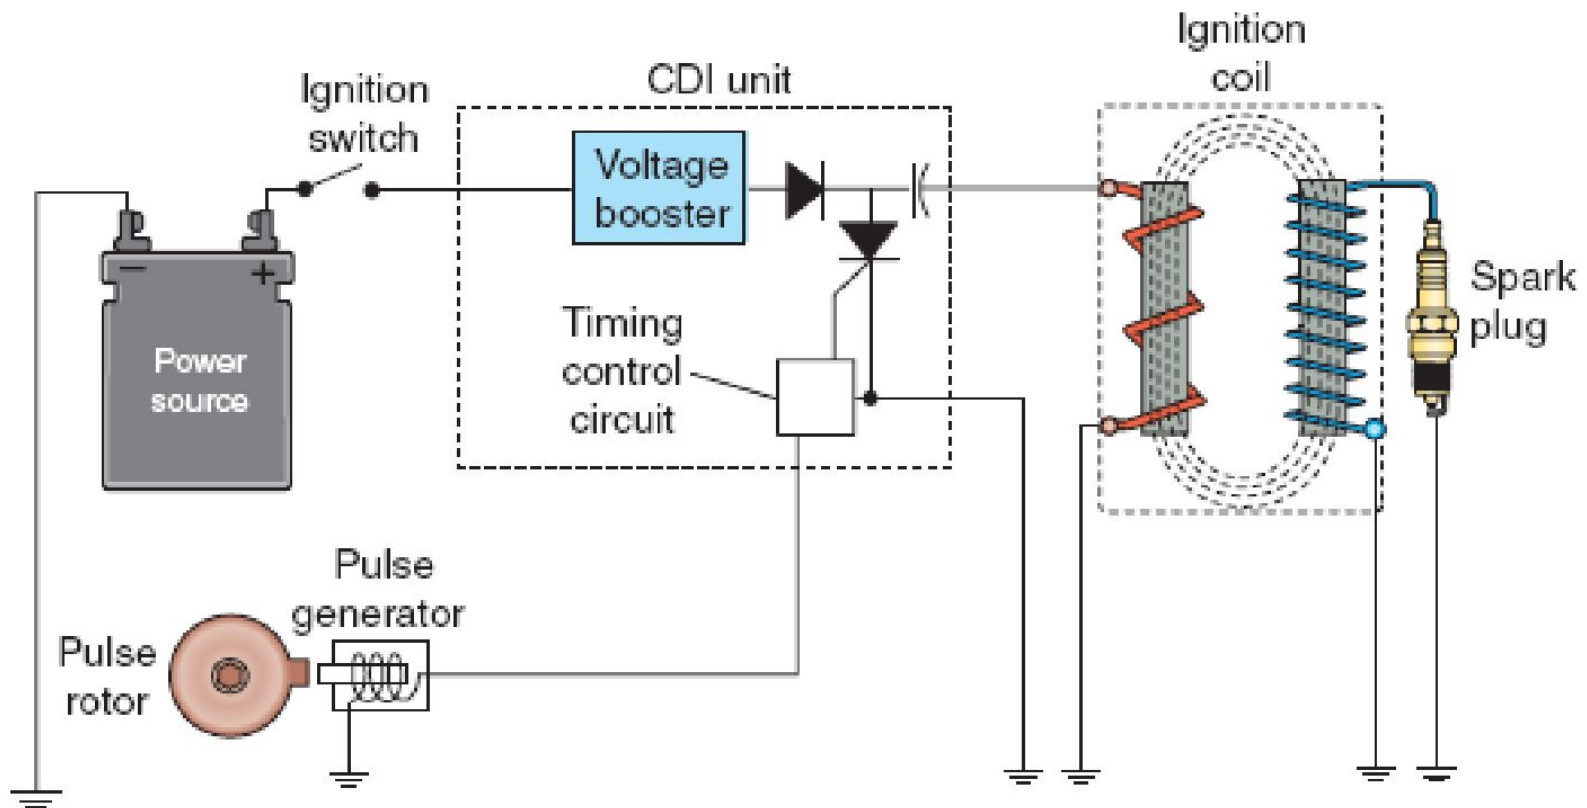 Ignition
coil
CDI unit
Ignition
switch
Voltage
booster
− +
Power
source
Timing
control
circuit
Spark
plug
Pulse
generator
Pulse
rotor